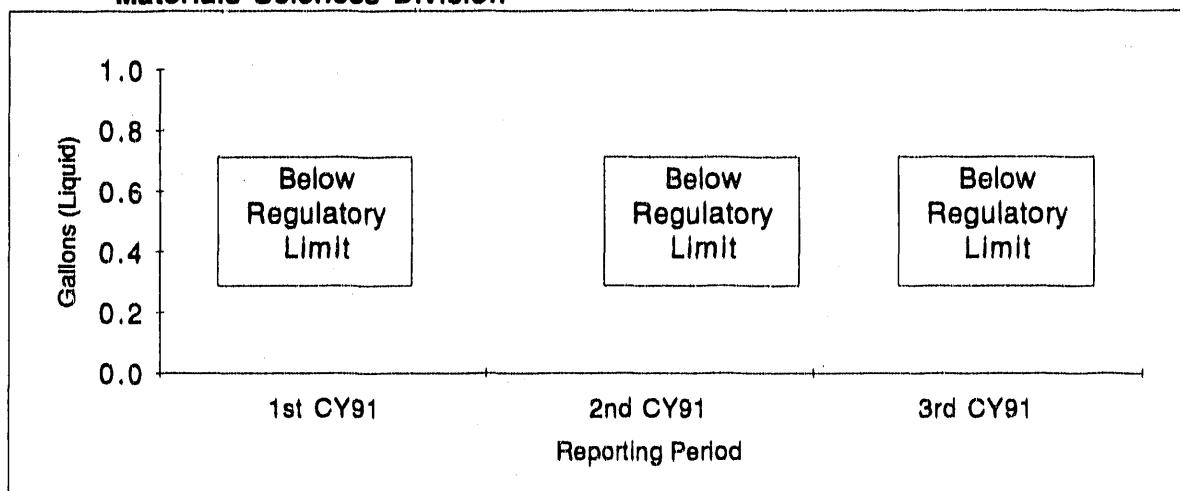 Materials Sciences Division
1.0
0.8
0.6
0.4
0.2
0.0
Gallons (Liquid)
Below
Regulatory
Limit
Below
Regulatory
Limit
Below
Regulatory
Limit
1st CY91
2nd CY91
3rd CY91
Reporting Period